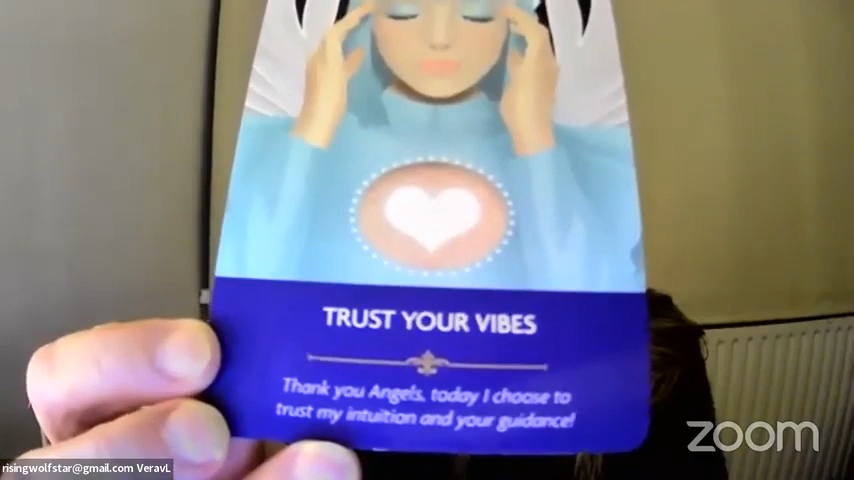 TRUST YOUR VIBES
Thank you Angels, today I choose to
trust my intuition and your guidance!
zoom
risingwolfstar@gmail.com VeravL